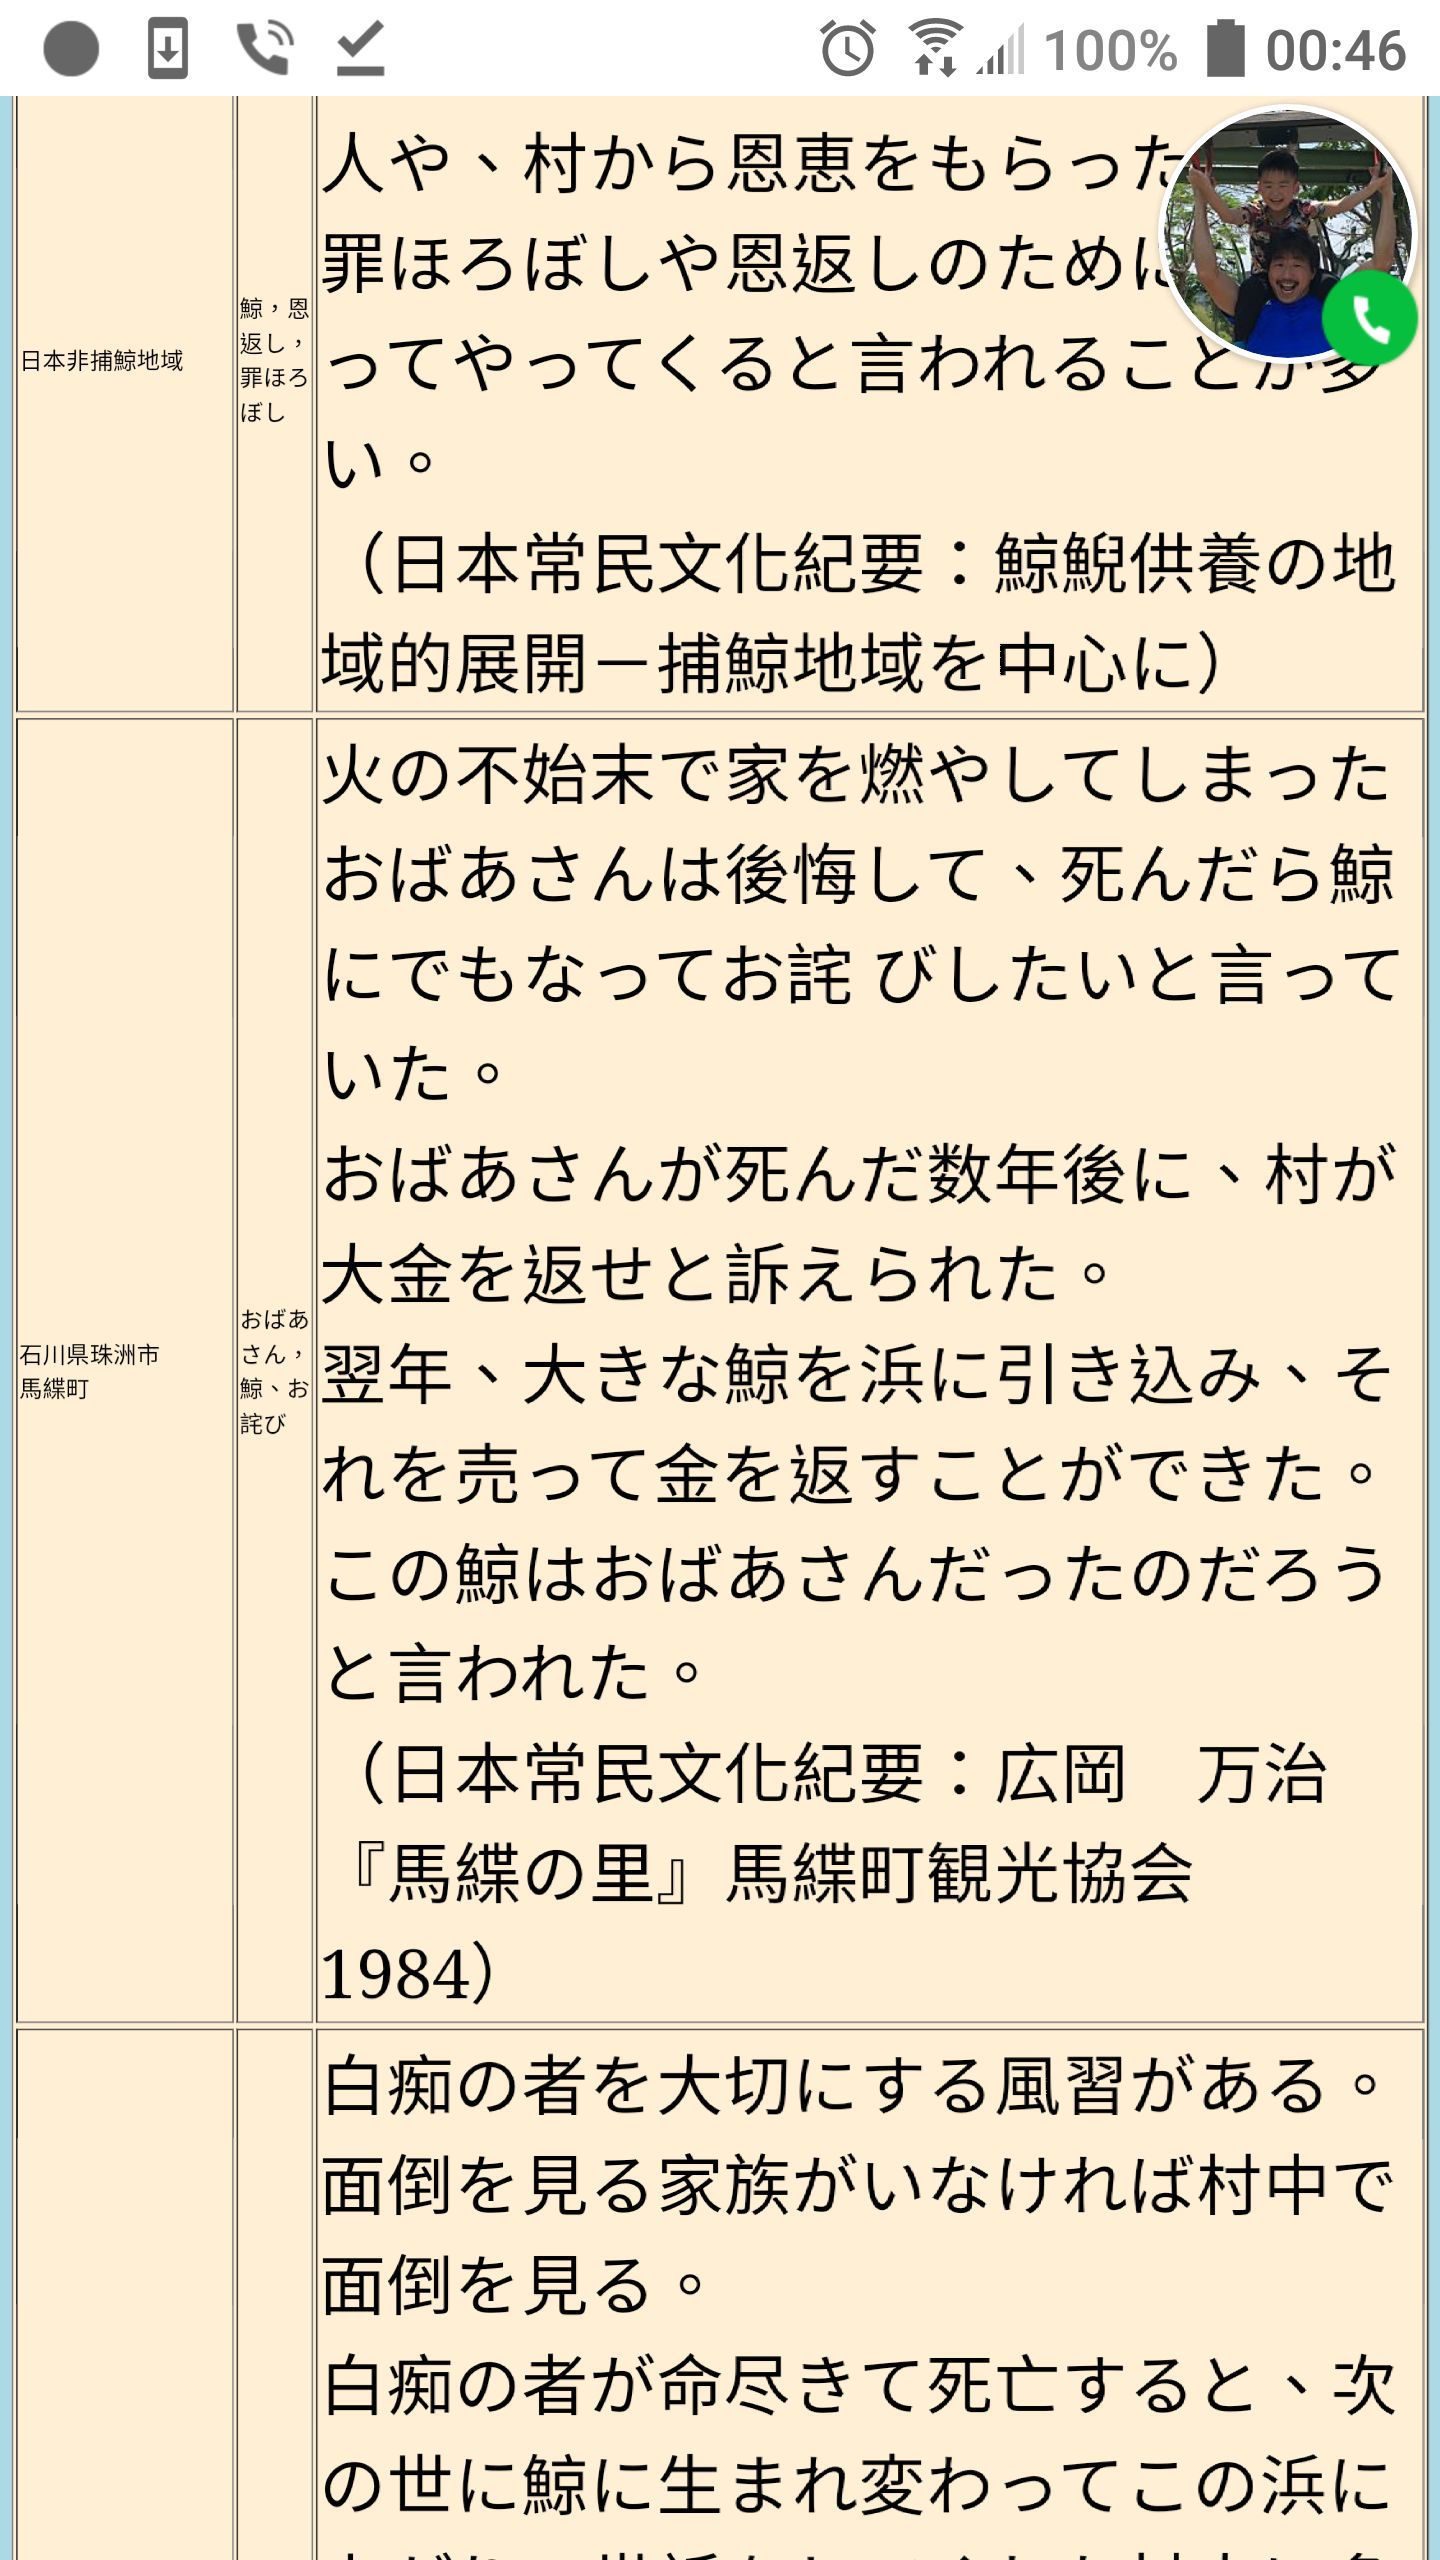 100% 00:46
人や、村から恩恵をもらった
罪ほろぼしや恩返しのために
ってやってくると言われることが多
い。
（日本常民文化紀要：鯨鯢供養の地
域的展開－捕鯨地域を中心に）
日本非捕鯨地域
鯨，恩
返し，
罪ほろ
ぼし
火の不始末で家を燃やしてしまった
おばあさんは後悔して、死んだら鯨
にでもなってお詫 びしたいと言って
いた。
おばあさんが死んだ数年後に、村が
大金を返せと訴えられた。
翌年、大きな鯨を浜に引き込み、そ
れを売って金を返すことができた。
この鯨はおばあさんだったのだろう
と言われた。
（日本常民文化紀要：広岡　万治
『馬緤の里』馬緤町観光協会
1984）
石川県珠洲市
馬緤町
おばあ
さん，
鯨、お
詫び
白痴の者を大切にする風習がある。
面倒を見る家族がいなければ村中で
面倒を見る。
白痴の者が命尽きて死亡すると、次
の世に鯨に生まれ変わってこの浜に